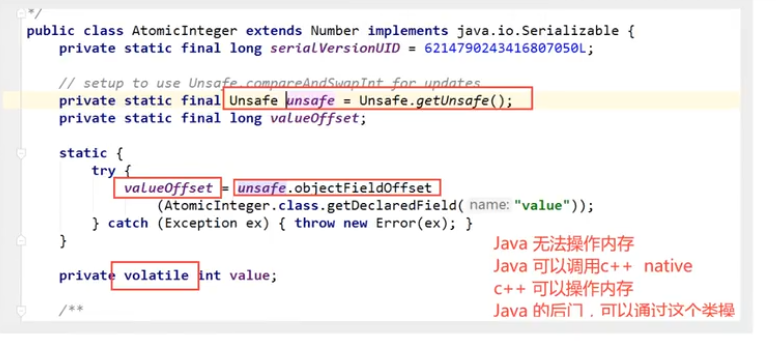 */
public class AtomicInteger extends Number implements java.io.Serializable {
private static final long serialVersionUID = 6214790243416807050L;
// setup to use Unsafe.compareAndSwapInt for updates
private static final Unsafe unsafe = Unsafe.getUnsafe();
private static final long valueOffset;
static {
try {
valueOffset = unsafe.objectFieldOffset
(AtomicInteger.class.getDeclaredField( name: "value"));
} catch (Exception ex) { throw new Error(ex); }
}
private volatile int value;
/**
Java 无法操作内存
Java 可以调用c++ native
c++ 可以操作内存
Java 的后门，可以通过这个类操